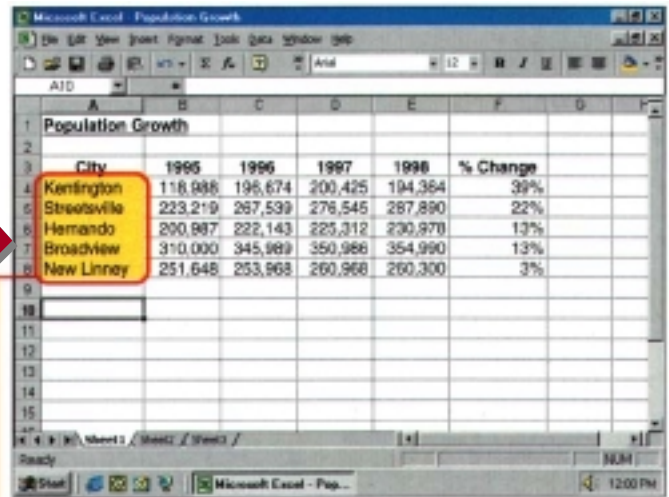 Microsoft Excel - Population Growth
File Edit View Insert Format Tools Data Window Help
Arial 12 B I U
A10 =
A B C D E F G H
1 Population Growth
2
3 City 1995 1996 1997 1998 % Change
4 Kentington 118,988 196,674 200,425 194,364 39%
5 Streetsville 223,219 267,539 276,545 287,890 22%
6 Hernando 200,987 222,143 225,312 230,978 13%
7 Broadview 310,000 345,989 350,986 354,990 13%
8 New Linney 251,648 253,968 260,968 260,300 3%
9
10
11
12
13
14
15
Sheet1 / Sheet2 / Sheet3 /
Ready NUM
Start Microsoft Excel - Pop... 12:00 PM